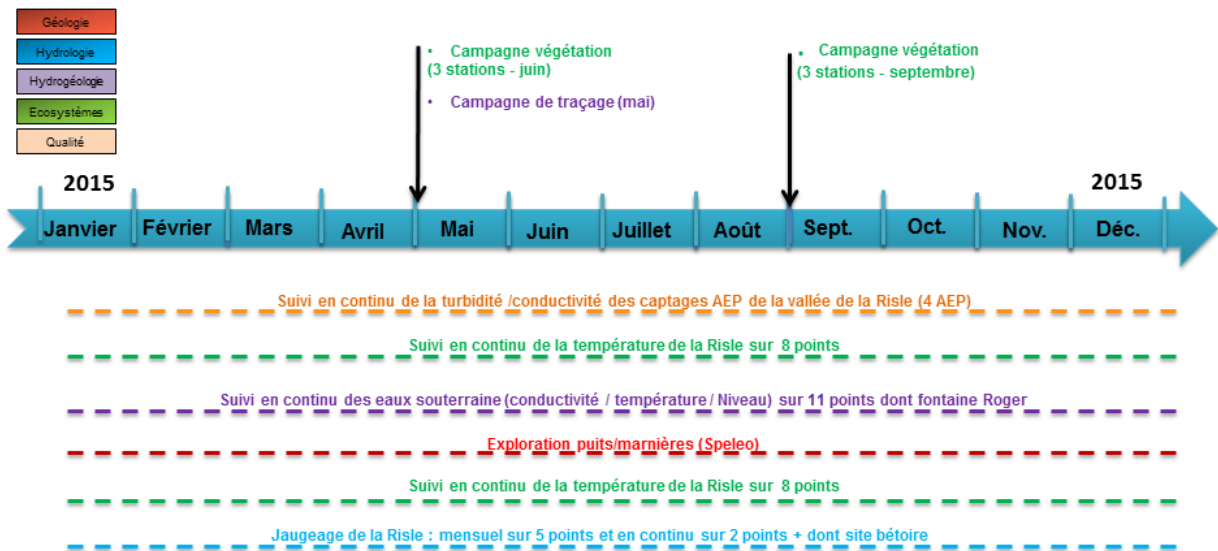 Géologie
Hydrologie
Hydrogéologie
Ecosystèmes
Qualité
• Campagne végétation
(3 stations - juin)
• Campagne de traçage (mai)
• Campagne végétation
(3 stations - septembre)
2015
2015
Janvier Février Mars Avril Mai Juin Juillet Août Sept. Oct. Nov. Déc.
Suivi en continu de la turbidité /conductivité des captages AEP de la vallée de la Risle (4 AEP)
Suivi en continu de la température de la Risle sur 8 points
Suivi en continu des eaux souterraine (conductivité / température / Niveau) sur 11 points dont fontaine Roger
Exploration puits/marnières (Speleo)
Suivi en continu de la température de la Risle sur 8 points
Jaugeage de la Risle : mensuel sur 5 points et en continu sur 2 points + dont site bétoire